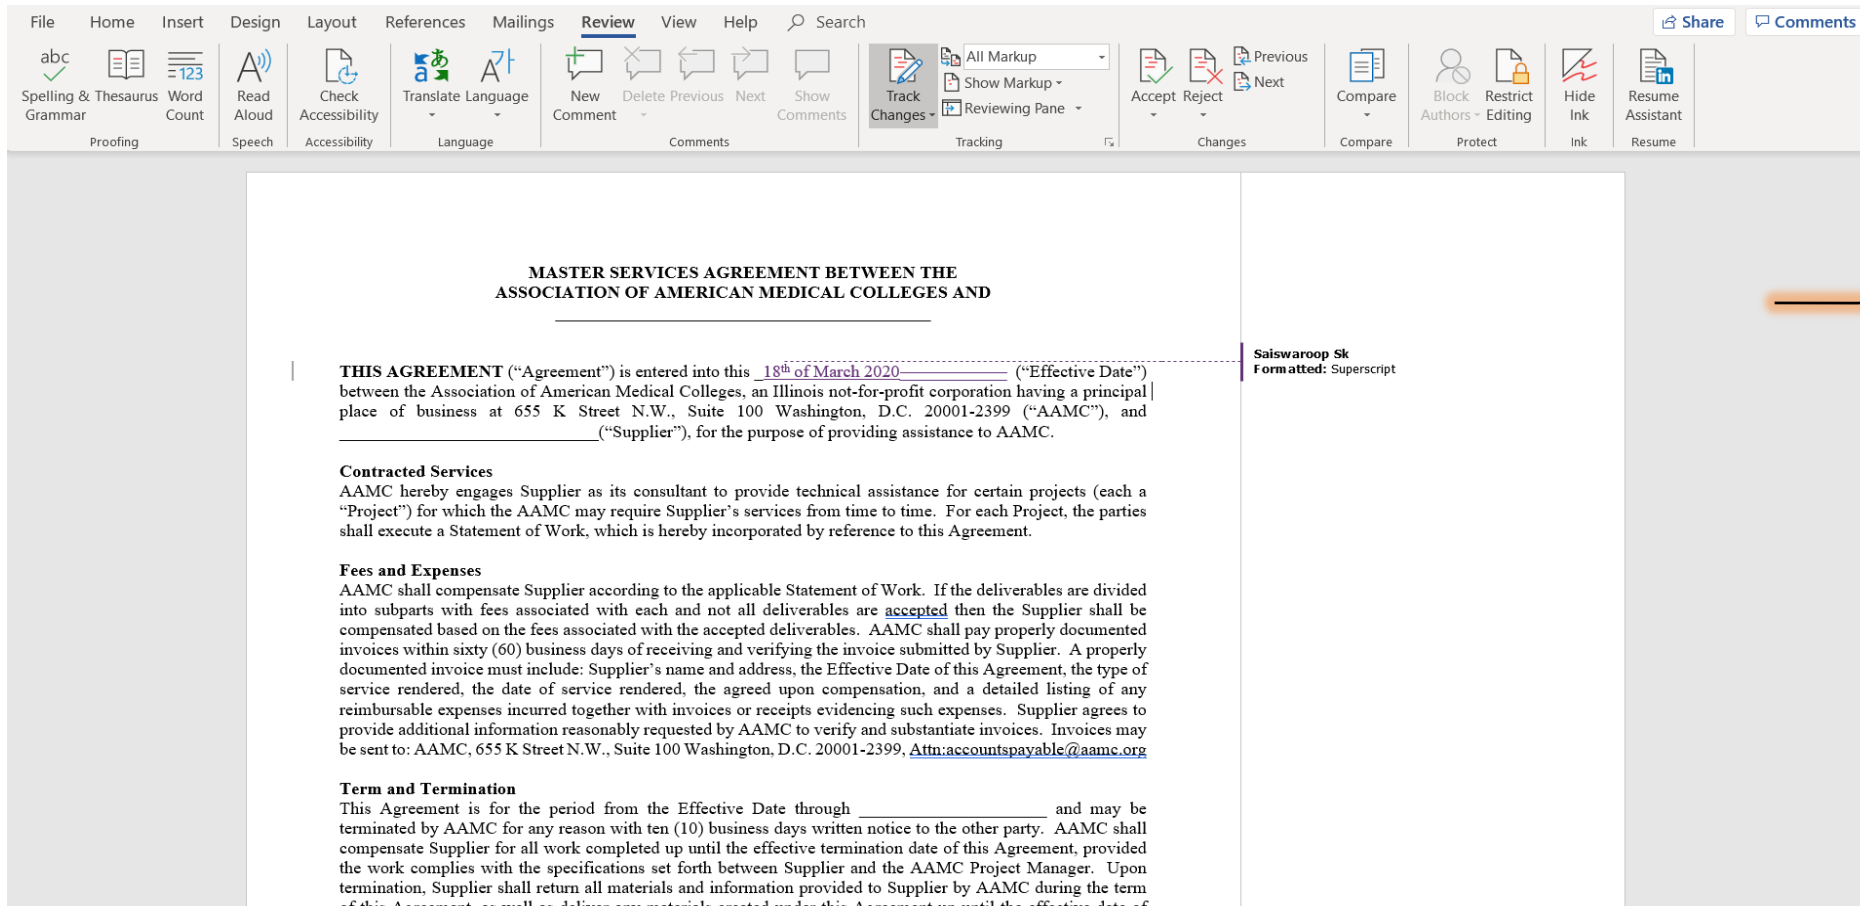 File Home Insert Design Layout References Mailings Review View Help Search Share Comments
abc
Spelling & Grammar
Thesaurus
123
Word Count
Proofing
Read Aloud
Speech
Check Accessibility
Accessibility
Translate
Language
Language
New Comment
Delete
Previous
Next
Show Comments
Comments
Track Changes
All Markup
Show Markup
Reviewing Pane
Tracking
Accept
Reject
Previous
Next
Changes
Compare
Compare
Block Authors
Restrict Editing
Protect
Hide Ink
Ink
Resume Assistant
Resume
MASTER SERVICES AGREEMENT BETWEEN THE
ASSOCIATION OF AMERICAN MEDICAL COLLEGES AND
THIS AGREEMENT (“Agreement”) is entered into this _18th of March 2020 (“Effective Date”)
between the Association of American Medical Colleges, an Illinois not-for-profit corporation having a principal
place of business at 655 K Street N.W., Suite 100 Washington, D.C. 20001-2399 (“AAMC”), and
____________________________(“Supplier”), for the purpose of providing assistance to AAMC.
Saiswaroop Sk
Formatted: Superscript
Contracted Services
AAMC hereby engages Supplier as its consultant to provide technical assistance for certain projects (each a
“Project”) for which the AAMC may require Supplier’s services from time to time. For each Project, the parties
shall execute a Statement of Work, which is hereby incorporated by reference to this Agreement.
Fees and Expenses
AAMC shall compensate Supplier according to the applicable Statement of Work. If the deliverables are divided
into subparts with fees associated with each and not all deliverables are accepted then the Supplier shall be
compensated based on the fees associated with the accepted deliverables. AAMC shall pay properly documented
invoices within sixty (60) business days of receiving and verifying the invoice submitted by Supplier. A properly
documented invoice must include: Supplier’s name and address, the Effective Date of this Agreement, the type of
service rendered, the date of service rendered, the agreed upon compensation, and a detailed listing of any
reimbursable expenses incurred together with invoices or receipts evidencing such expenses. Supplier agrees to
provide additional information reasonably requested by AAMC to verify and substantiate invoices. Invoices may
be sent to: AAMC, 655 K Street N.W., Suite 100 Washington, D.C. 20001-2399, Attn:accountspayable@aamc.org
Term and Termination
This Agreement is for the period from the Effective Date through ____________________ and may be
terminated by AAMC for any reason with ten (10) business days written notice to the other party. AAMC shall
compensate Supplier for all work completed up until the effective termination date of this Agreement, provided
the work complies with the specifications set forth between Supplier and the AAMC Project Manager. Upon
termination, Supplier shall return all materials and information provided to Supplier by AAMC during the term